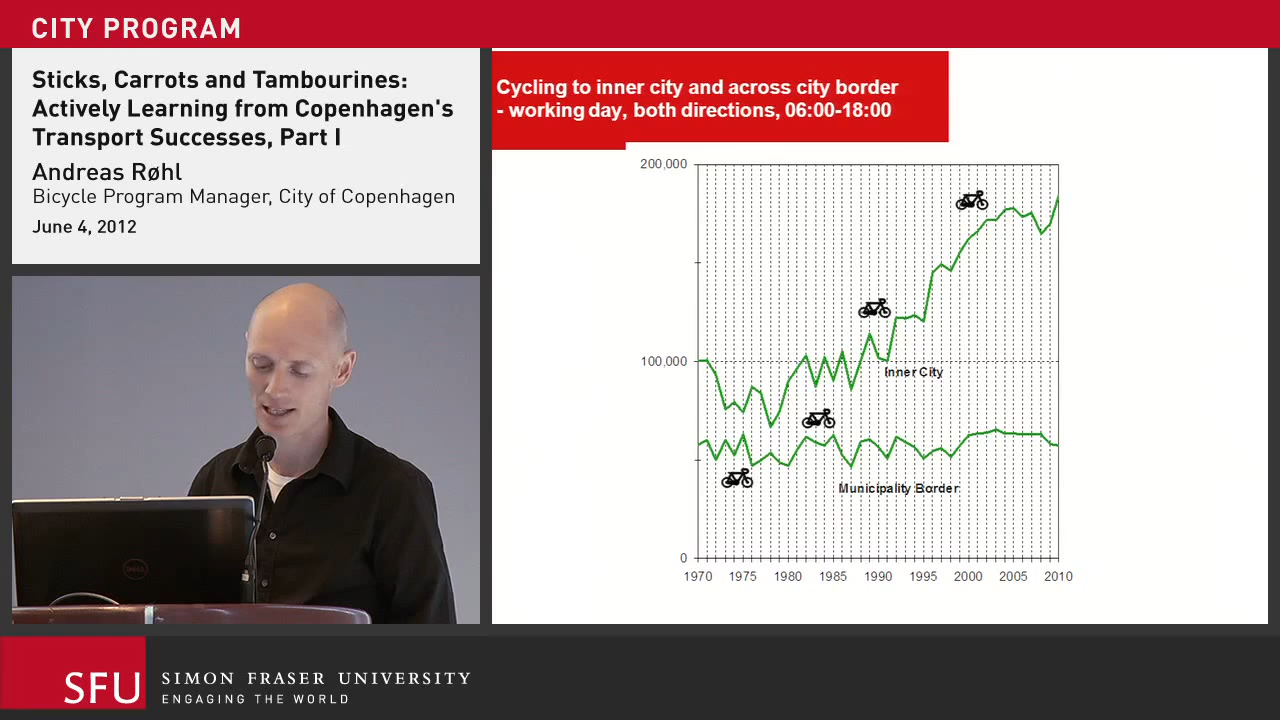 CITY PROGRAM
Sticks, Carrots and Tambourines:
Actively Learning from Copenhagen's
Transport Successes, Part I
Andreas Røhl
Bicycle Program Manager, City of Copenhagen
June 4, 2012
Cycling to inner city and across city border
- working day, both directions, 06:00-18:00
200,000
100,000
Inner City
Municipality Border
0
1970 1975 1980 1985 1990 1995 2000 2005 2010
DELL
SFU
SIMON FRASER UNIVERSITY
ENGAGING THE WORLD